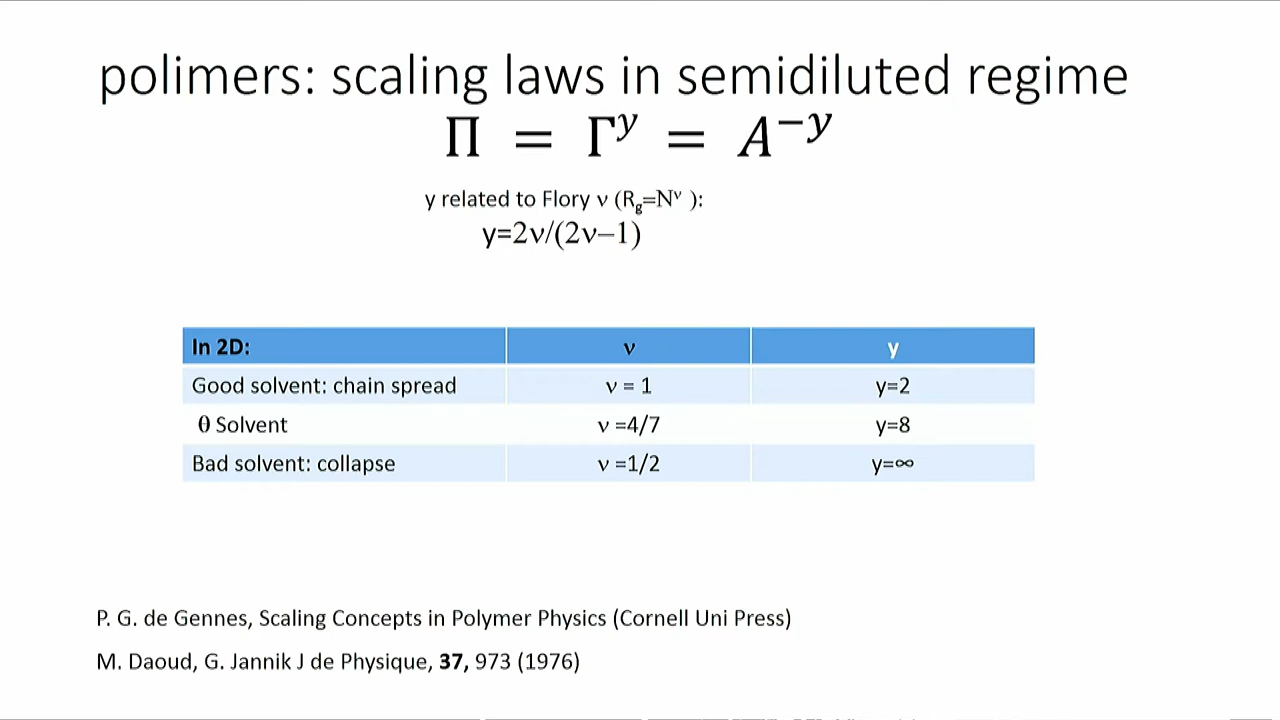 polimers: scaling laws in semidiluted regime
Π = Γ^y = A^−y
y related to Flory ν (R_g=N^ν ):
y=2ν/(2ν−1)
In 2D: ν y
Good solvent: chain spread ν = 1 y=2
θ Solvent ν =4/7 y=8
Bad solvent: collapse ν =1/2 y=∞
P. G. de Gennes, Scaling Concepts in Polymer Physics (Cornell Uni Press)
M. Daoud, G. Jannik J de Physique, 37, 973 (1976)